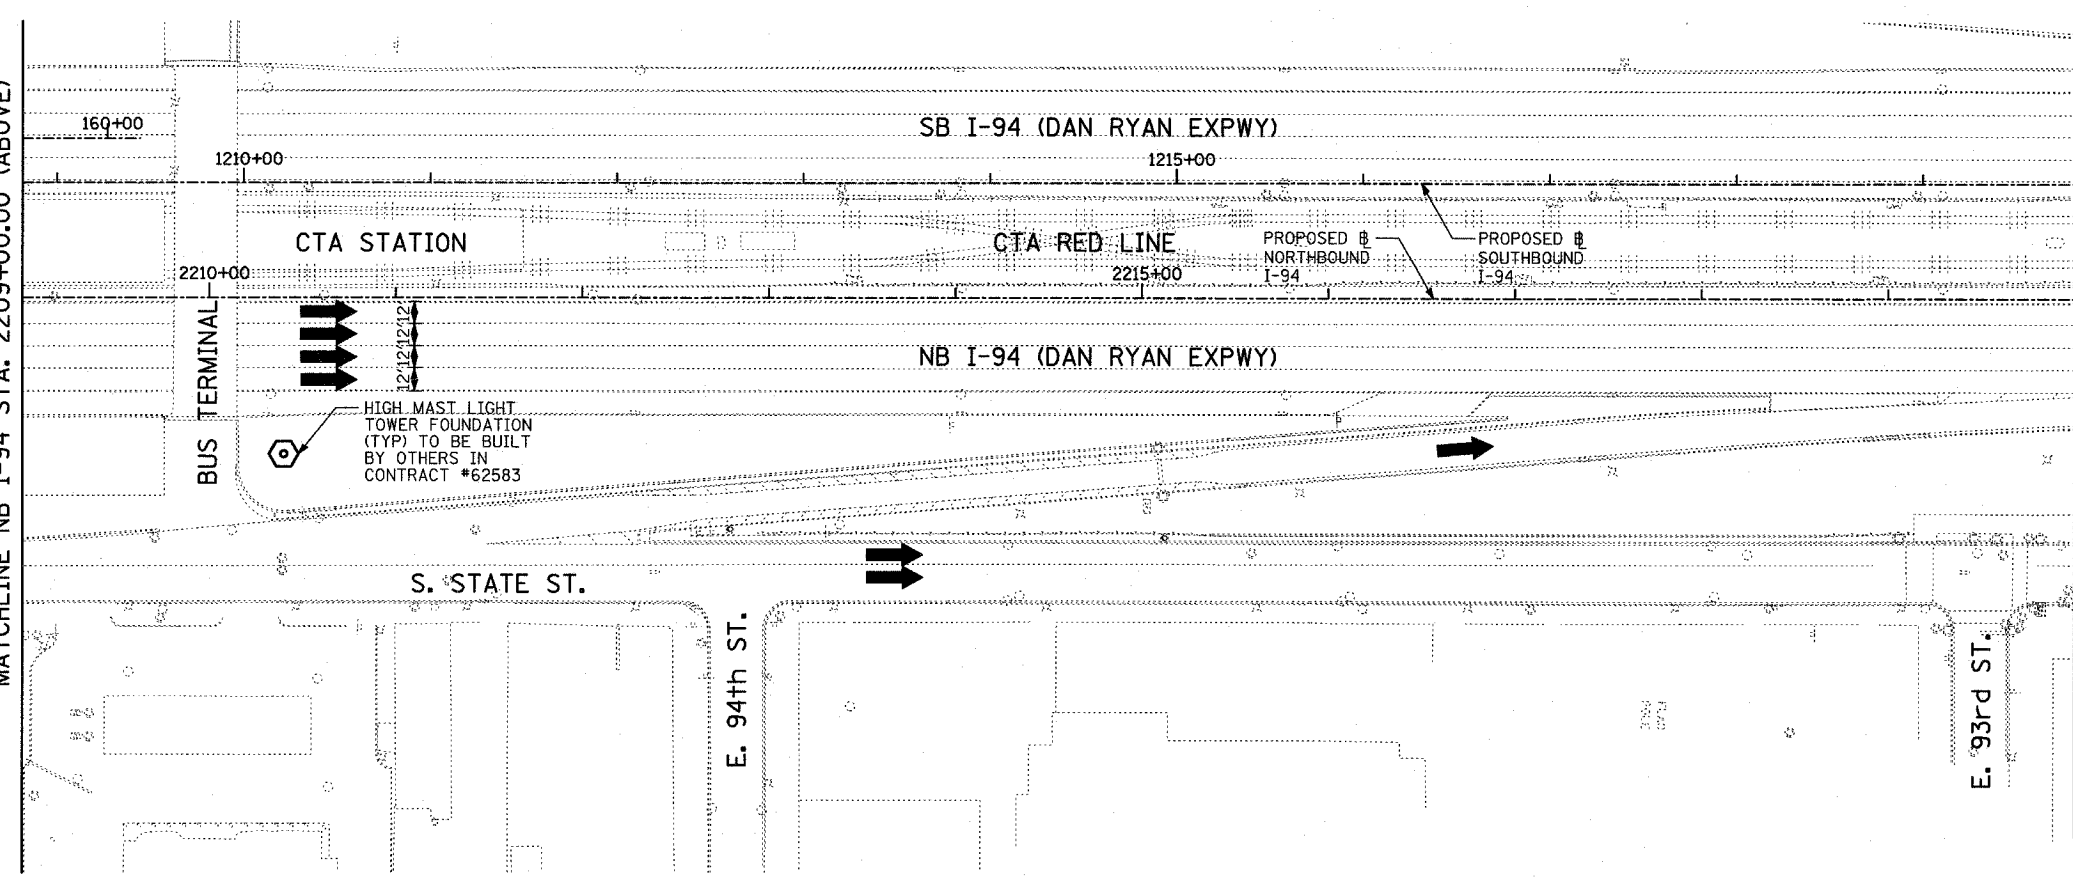 MATCHLINE NB I-94 STA. 2209+00.00 (ABOVE)
160+00
SB I-94 (DAN RYAN EXPWY)
1210+00
1215+00
CTA STATION
CTA RED LINE
PROPOSED ℄
NORTHBOUND
I-94
PROPOSED ℄
SOUTHBOUND
I-94
2210+00
2215+00
12'
12'
12'
12'
BUS TERMINAL
NB I-94 (DAN RYAN EXPWY)
HIGH MAST LIGHT
TOWER FOUNDATION
(TYP) TO BE BUILT
BY OTHERS IN
CONTRACT #62583
S. STATE ST.
E. 94th ST.
E. 93rd ST.